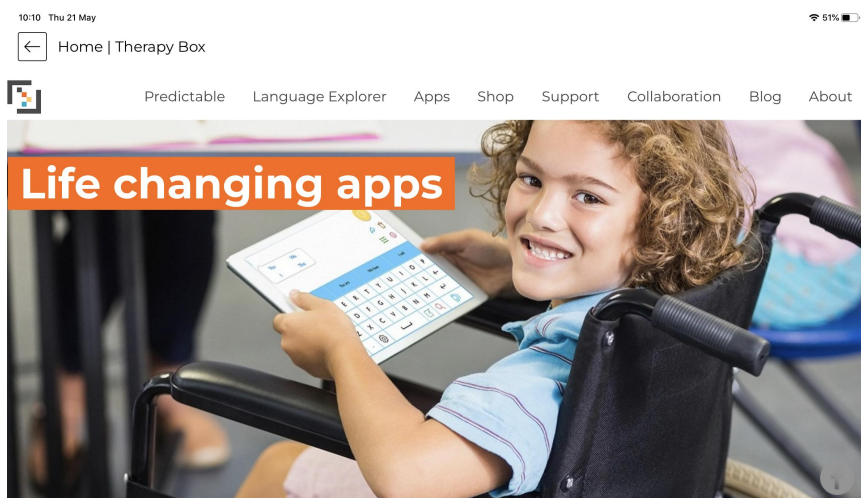 10:10 Thu 21 May 51%
Home | Therapy Box
Predictable Language Explorer Apps Shop Support Collaboration Blog About
Life changing apps
E R T Y U I O P
D F G H J K L
Z X C V B N M